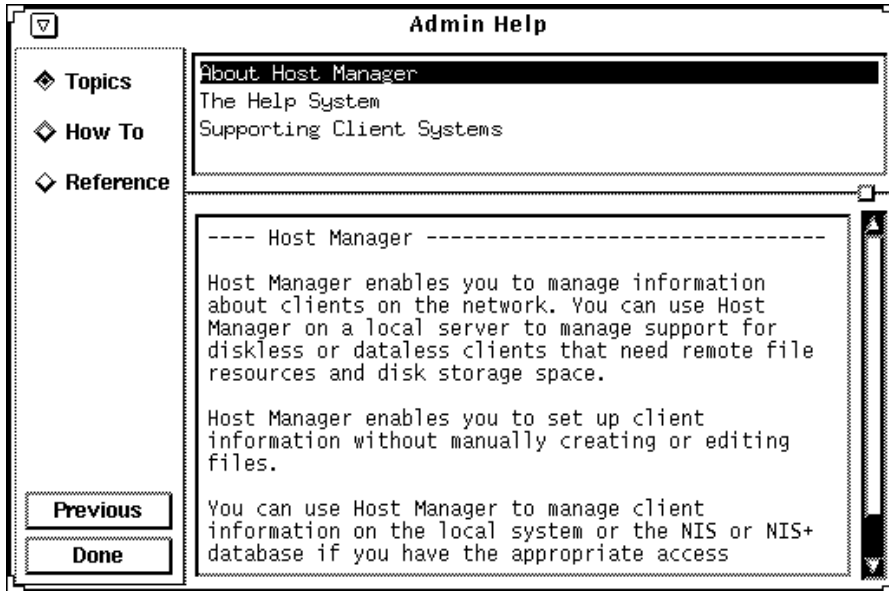 Admin Help
Topics
How To
Reference
About Host Manager
The Help System
Supporting Client Systems
---- Host Manager --------------------------------
Host Manager enables you to manage information
about clients on the network. You can use Host
Manager on a local server to manage support for
diskless or dataless clients that need remote file
resources and disk storage space.
Host Manager enables you to set up client
information without manually creating or editing
files.
You can use Host Manager to manage client
information on the local system or the NIS or NIS+
database if you have the appropriate access
Previous
Done